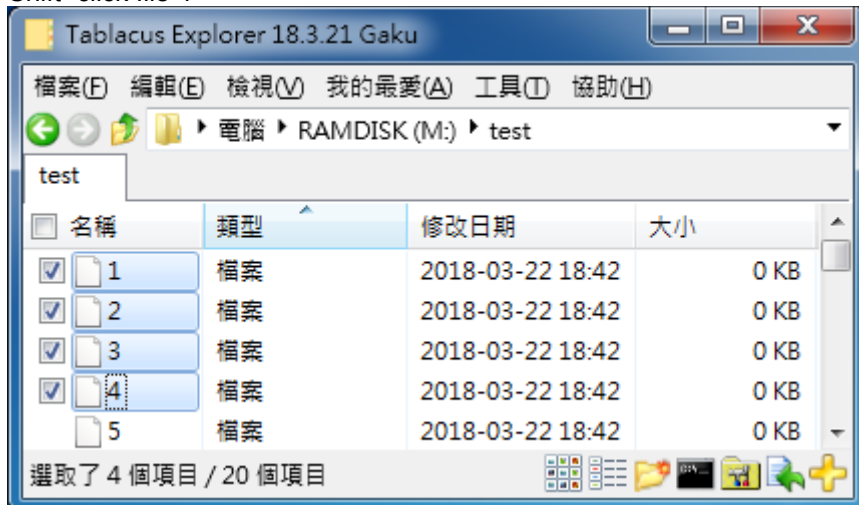 Tablacus Explorer 18.3.21 Gaku
檔案(F) 編輯(E) 檢視(V) 我的最愛(A) 工具(T) 協助(H)
電腦 RAMDISK (M:) test
test
名稱 類型 修改日期 大小
1 檔案 2018-03-22 18:42 0 KB
2 檔案 2018-03-22 18:42 0 KB
3 檔案 2018-03-22 18:42 0 KB
4 檔案 2018-03-22 18:42 0 KB
5 檔案 2018-03-22 18:42 0 KB
選取了 4 個項目 / 20 個項目